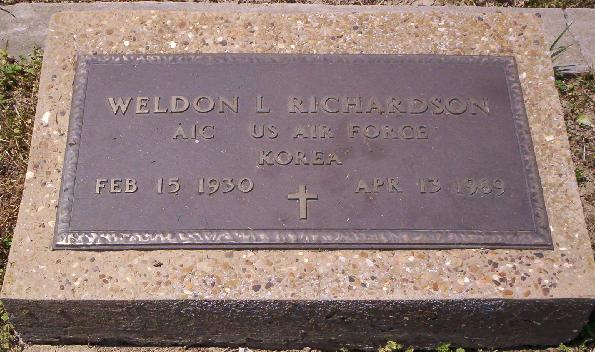 WELDON L RICHARDSON
A1C US AIR FORCE
KOREA
FEB 15 1930 APR 13 1989